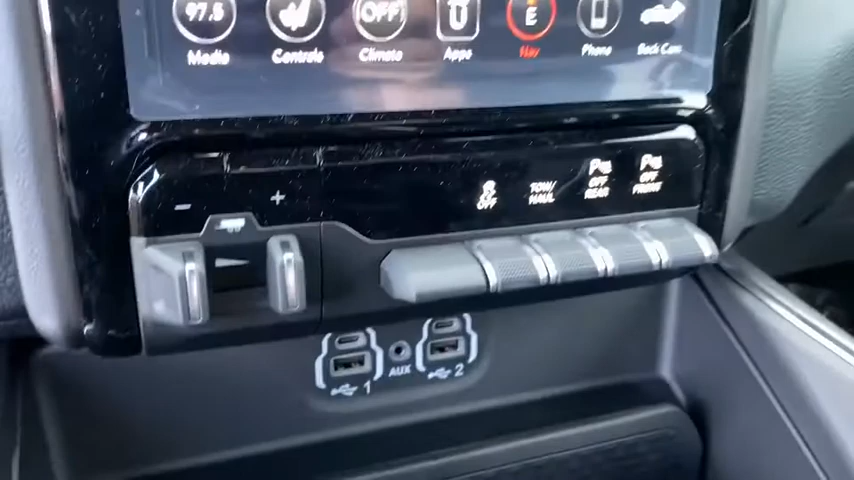 97.5
OFF
E
Media
Controls
Climate
Apps
Nav
Phone
Back Cam
- +
OFF
TOW/
HAUL
P
OFF
REAR
P
OFF
FRONT
1
AUX
2